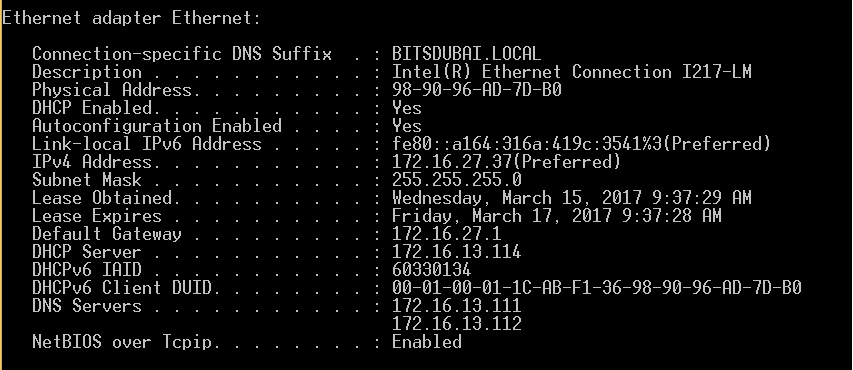 Ethernet adapter Ethernet:
Connection-specific DNS Suffix  . : BITSDUBAI.LOCAL
Description . . . . . . . . . . . : Intel(R) Ethernet Connection I217-LM
Physical Address. . . . . . . . . : 98-90-96-AD-7D-B0
DHCP Enabled. . . . . . . . . . . : Yes
Autoconfiguration Enabled . . . . : Yes
Link-local IPv6 Address . . . . . : fe80::a164:316a:419c:3541%3(Preferred)
IPv4 Address. . . . . . . . . . . : 172.16.27.37(Preferred)
Subnet Mask . . . . . . . . . . . : 255.255.255.0
Lease Obtained. . . . . . . . . . : Wednesday, March 15, 2017 9:37:29 AM
Lease Expires . . . . . . . . . . : Friday, March 17, 2017 9:37:28 AM
Default Gateway . . . . . . . . . : 172.16.27.1
DHCP Server . . . . . . . . . . . : 172.16.13.114
DHCPv6 IAID . . . . . . . . . . . : 60330134
DHCPv6 Client DUID. . . . . . . . : 00-01-00-01-1C-AB-F1-36-98-90-96-AD-7D-B0
DNS Servers . . . . . . . . . . . : 172.16.13.111
172.16.13.112
NetBIOS over Tcpip. . . . . . . . : Enabled